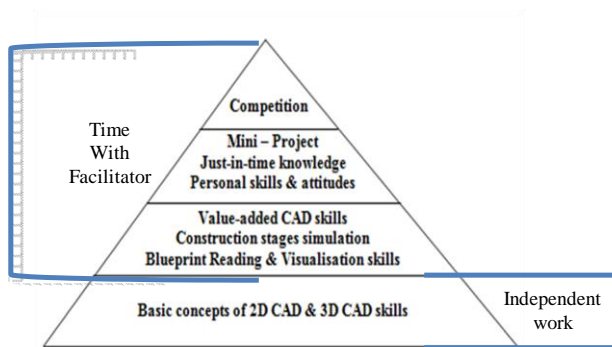 Competition
Mini – Project
Just-in-time knowledge
Personal skills & attitudes
Time
With
Facilitator
Value-added CAD skills
Construction stages simulation
Blueprint Reading & Visualisation skills
Basic concepts of 2D CAD & 3D CAD skills
Independent
work